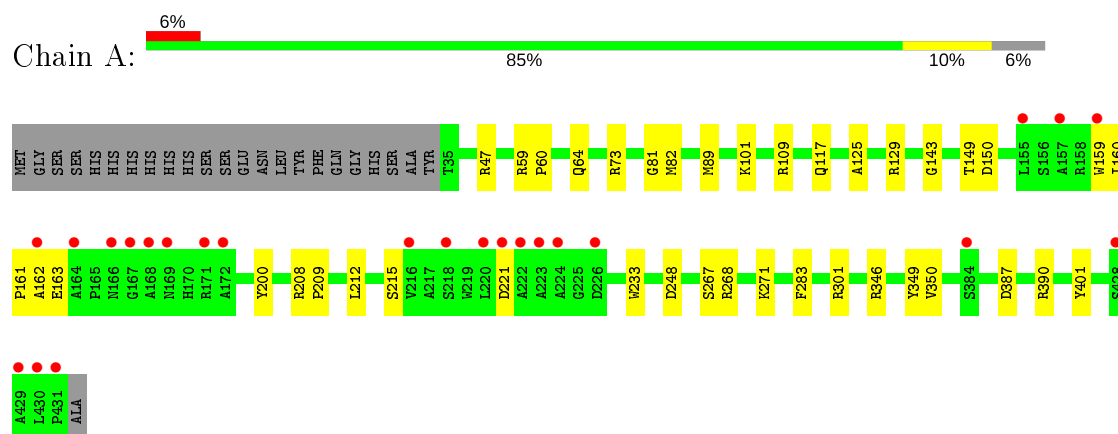 6%
Chain A:
85% 10% 6%
MET GLY SER SER HIS HIS HIS HIS HIS HIS SER SER GLU ASN LEU TYR PHE GLN GLY HIS SER ALA TYR T35 R47 R59 P60 Q64 R73 G81 M82 M89 K101 R109 Q117 A125 R129 G143 T149 D150 L155 S156 A157 R158 W159
P161 A162 E163 A164 P165 N166 G167 A168 N169 H170 R171 A172 Y200 R208 P209 L212 S215 V216 A217 S218 W219 L220 D221 A222 A223 A224 G225 D226 W233 D248 S267 R268 K271 F283 R301 R346 Y349 V350 S384 D387 R390 Y401 S428
A429 L430 P431 ALA